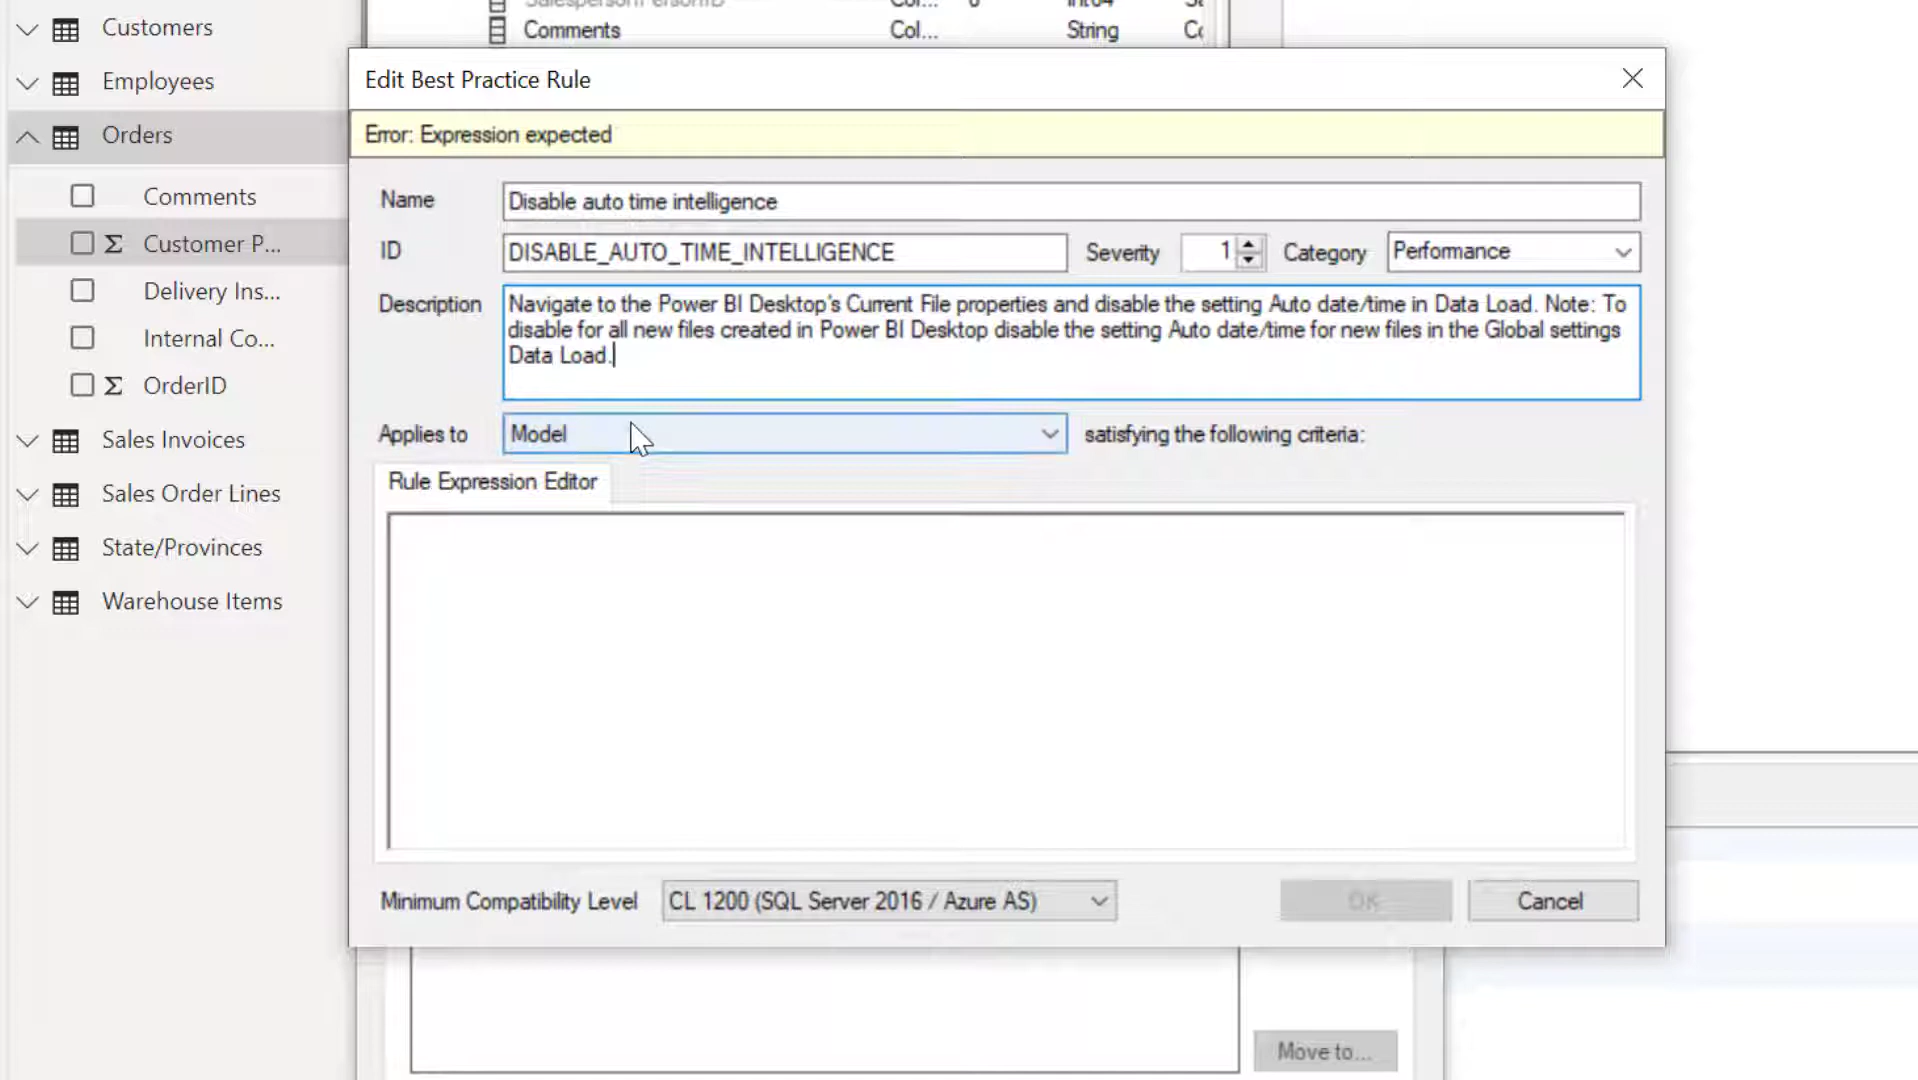 Customers
Employees
Orders
Comments
Customer P...
Delivery Ins...
Internal Co...
OrderID
Sales Invoices
Sales Order Lines
State/Provinces
Warehouse Items
Comments Col... String
Edit Best Practice Rule
Error: Expression expected
Name Disable auto time intelligence
ID DISABLE_AUTO_TIME_INTELLIGENCE Severity 1 Category Performance
Description Navigate to the Power BI Desktop's Current File properties and disable the setting Auto date/time in Data Load. Note: To
disable for all new files created in Power BI Desktop disable the setting Auto date/time for new files in the Global settings
Data Load.
Applies to Model satisfying the following criteria:
Rule Expression Editor
Minimum Compatibility Level CL 1200 (SQL Server 2016 / Azure AS) OK Cancel
Move to...